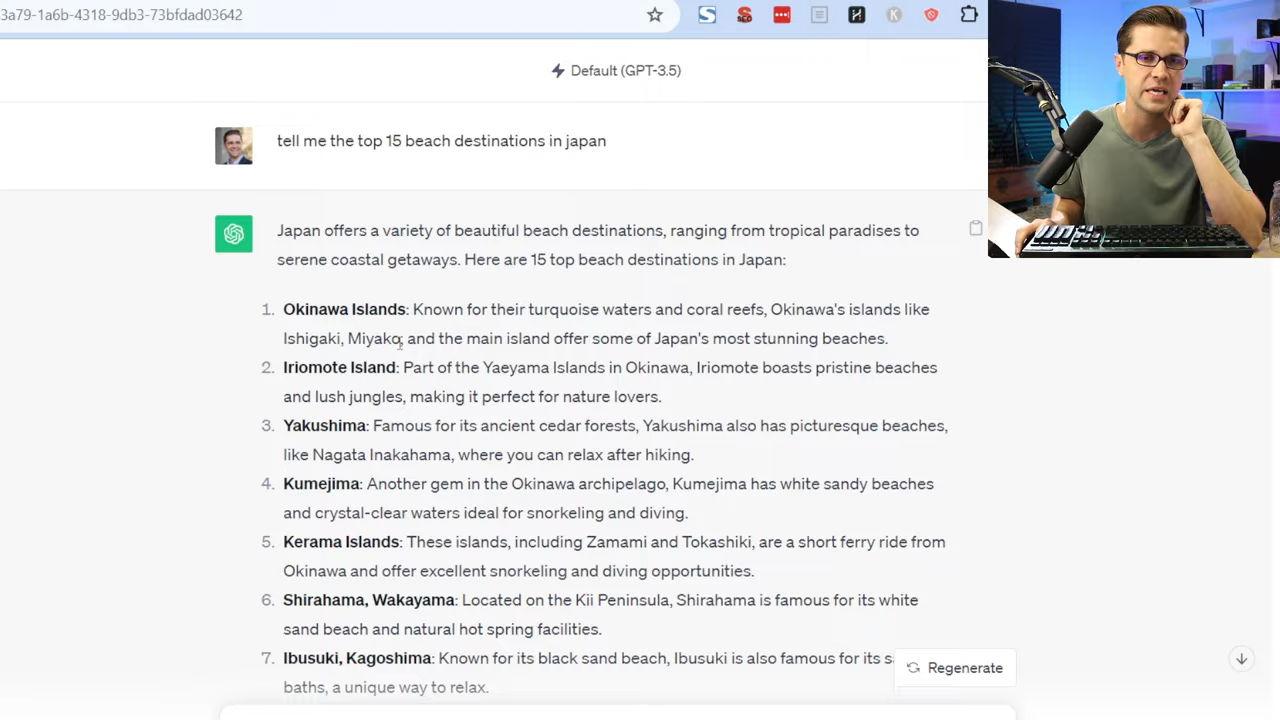 3a79-1a6b-4318-9db3-73bfdad03642
Default (GPT-3.5)
tell me the top 15 beach destinations in japan
Japan offers a variety of beautiful beach destinations, ranging from tropical paradises to
serene coastal getaways. Here are 15 top beach destinations in Japan:
1. Okinawa Islands: Known for their turquoise waters and coral reefs, Okinawa's islands like
Ishigaki, Miyako, and the main island offer some of Japan's most stunning beaches.
2. Iriomote Island: Part of the Yaeyama Islands in Okinawa, Iriomote boasts pristine beaches
and lush jungles, making it perfect for nature lovers.
3. Yakushima: Famous for its ancient cedar forests, Yakushima also has picturesque beaches,
like Nagata Inakahama, where you can relax after hiking.
4. Kumejima: Another gem in the Okinawa archipelago, Kumejima has white sandy beaches
and crystal-clear waters ideal for snorkeling and diving.
5. Kerama Islands: These islands, including Zamami and Tokashiki, are a short ferry ride from
Okinawa and offer excellent snorkeling and diving opportunities.
6. Shirahama, Wakayama: Located on the Kii Peninsula, Shirahama is famous for its white
sand beach and natural hot spring facilities.
7. Ibusuki, Kagoshima: Known for its black sand beach, Ibusuki is also famous for its
baths, a unique way to relax.
Regenerate